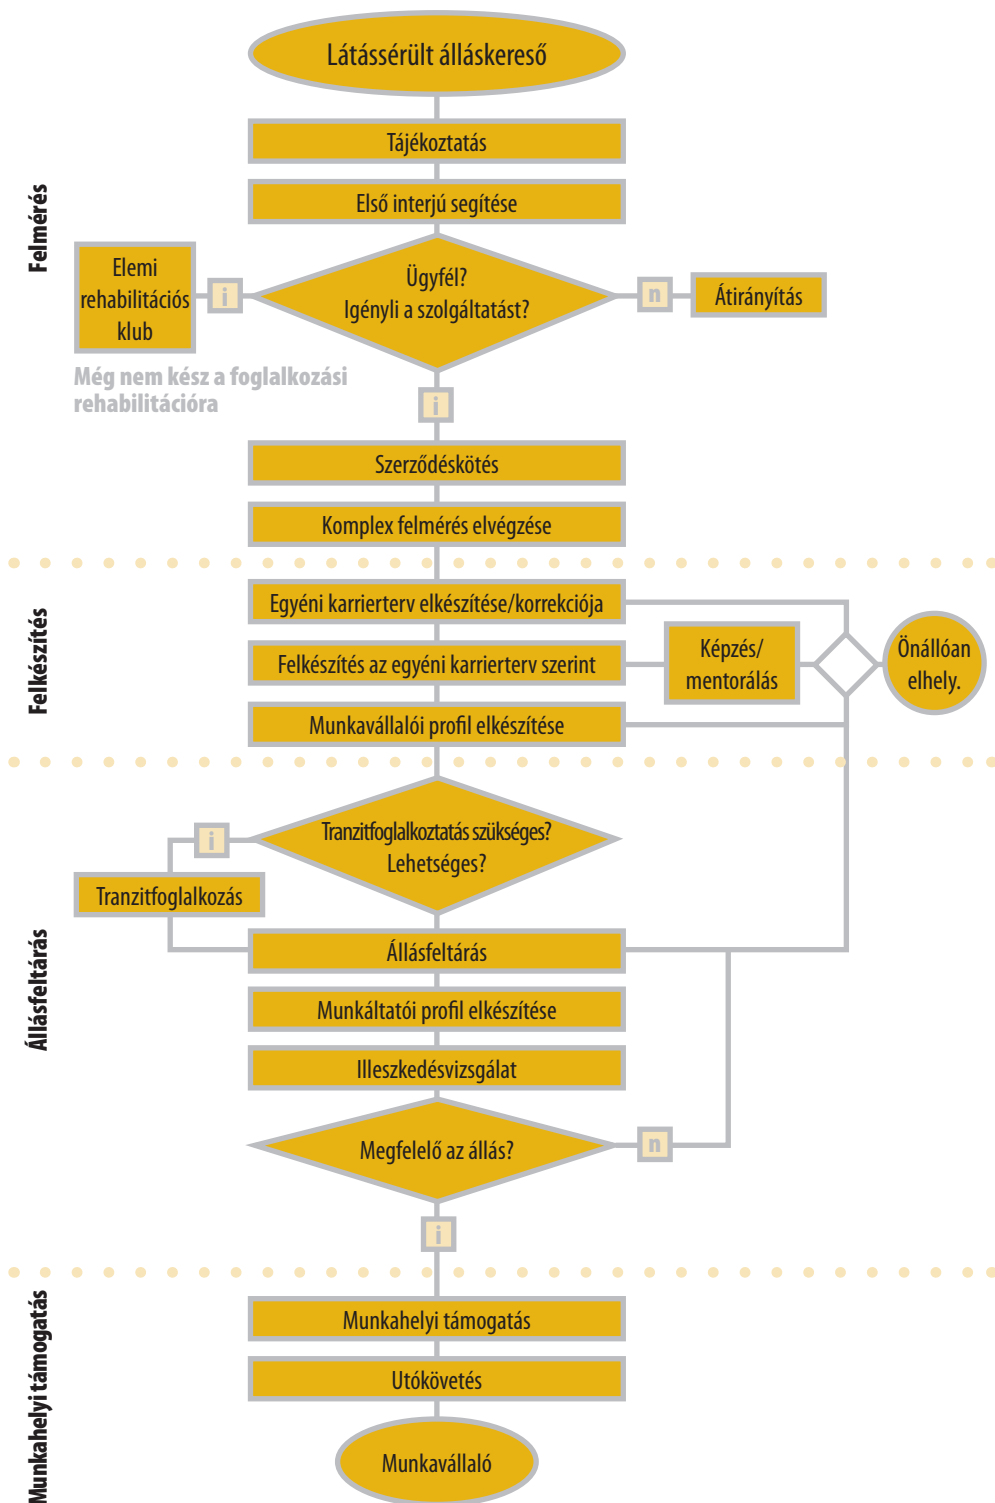 Látássérült álláskereső
Tájékoztatás
Első interjú segítése
Felmérés
Elemi
rehabilitációs
klub
i
Ügyfél?
Igényli a szolgáltatást?
n
Átirányítás
Még nem kész a foglalkozási
rehabilitációra
i
Szerződéskötés
Komplex felmérés elvégzése
Felkészítés
Egyéni karrierterv elkészítése/korrekciója
Felkészítés az egyéni karrierterv szerint
Képzés/
mentorálás
Önállóan
elhely.
Munkavállalói profil elkészítése
Állásfeltárás
Tranzitfoglalkoztatás szükséges?
Lehetséges?
i
Tranzitfoglalkozás
Állásfeltárás
Munkáltatói profil elkészítése
Illeszkedésvizsgálat
Megfelelő az állás?
n
i
Munkahelyi támogatás
Munkahelyi támogatás
Utókövetés
Munkavállaló